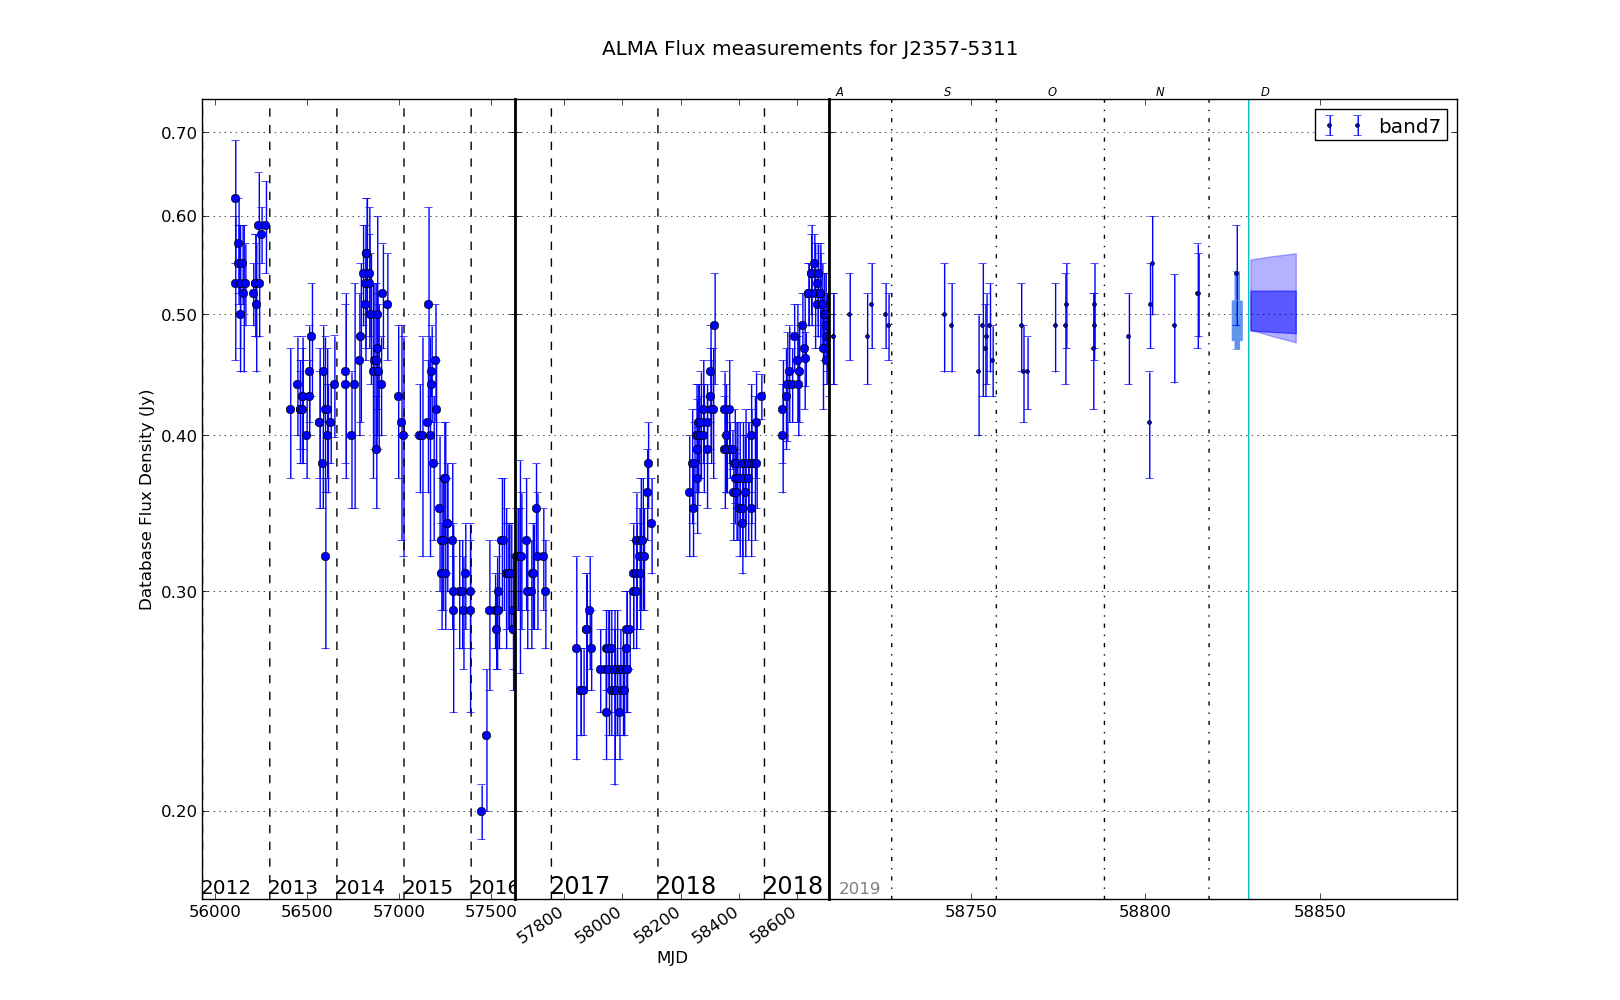 ALMA Flux measurements for J2357-5311
A S O N D
band7
0.70
0.60
0.50
0.40
0.30
0.20
Database Flux Density (Jy)
2012 2013 2014 2015 2016 2017 2018 2018 2019
56000 56500 57000 57500 57800 58000 58200 58400 58600 58750 58800 58850
MJD